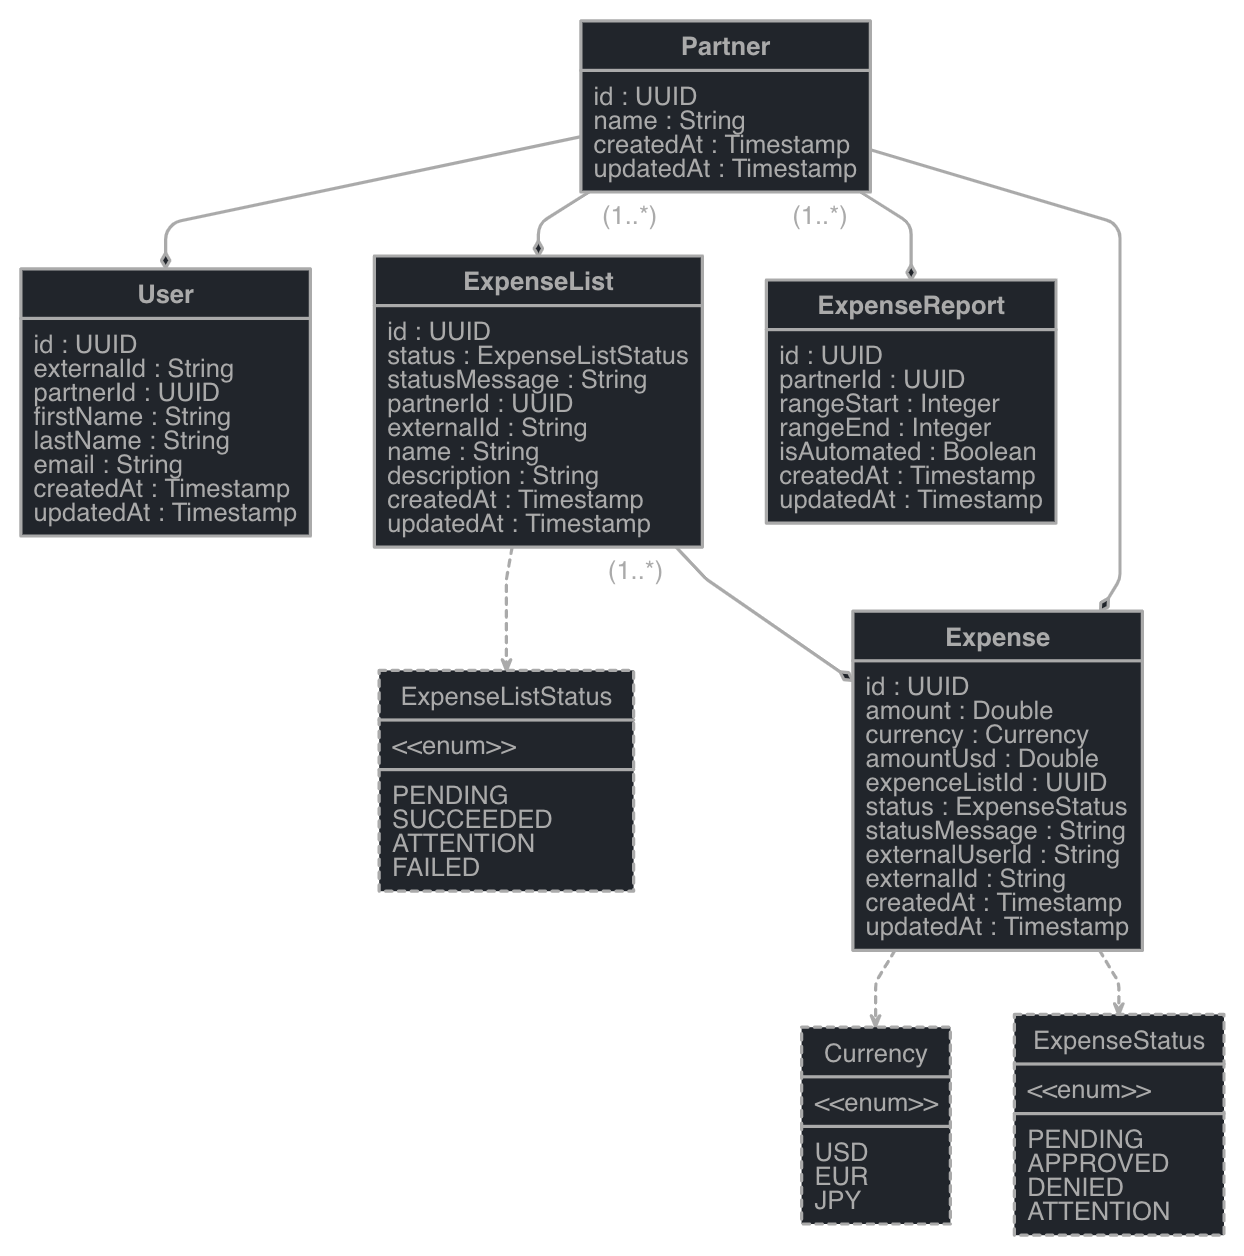 Partner
id : UUID
name : String
createdAt : Timestamp
updatedAt : Timestamp
(1..*)
(1..*)
User
id : UUID
externalId : String
partnerId : UUID
firstName : String
lastName : String
email : String
createdAt : Timestamp
updatedAt : Timestamp
ExpenseList
id : UUID
status : ExpenseListStatus
statusMessage : String
partnerId : UUID
externalId : String
name : String
description : String
createdAt : Timestamp
updatedAt : Timestamp
ExpenseReport
id : UUID
partnerId : UUID
rangeStart : Integer
rangeEnd : Integer
isAutomated : Boolean
createdAt : Timestamp
updatedAt : Timestamp
(1..*)
ExpenseListStatus
<<enum>>
PENDING
SUCCEEDED
ATTENTION
FAILED
Expense
id : UUID
amount : Double
currency : Currency
amountUsd : Double
expenceListId : UUID
status : ExpenseStatus
statusMessage : String
externalUserId : String
externalId : String
createdAt : Timestamp
updatedAt : Timestamp
Currency
<<enum>>
USD
EUR
JPY
ExpenseStatus
<<enum>>
PENDING
APPROVED
DENIED
ATTENTION